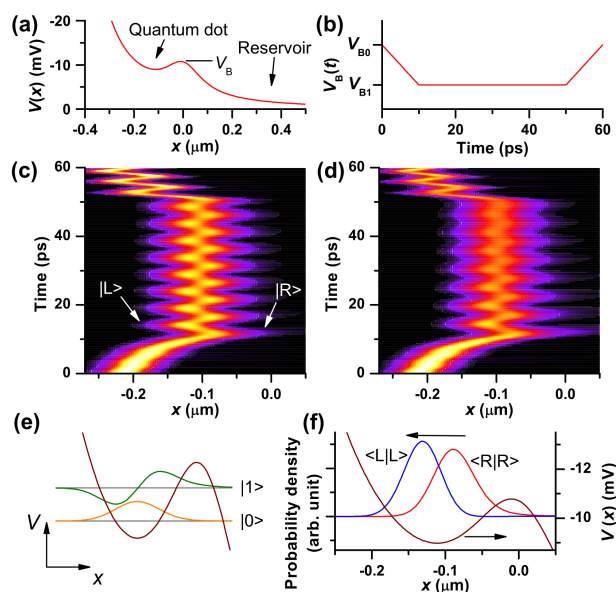 (a)
-20
-10
0
V(x) (mV)
Quantum dot
Reservoir
V_B
-0.4 -0.2 0.0 0.2 0.4
x (μm)
(b)
V_B0
V_B1
V_B(t)
0 20 40 60
Time (ps)
(c)
60
40
20
0
Time (ps)
|L>
|R>
-0.2 -0.1 0.0
x (μm)
(d)
60
40
20
0
Time (ps)
-0.2 -0.1 0.0
x (μm)
(e)
|1>
|0>
V
x
(f)
<L|L>
<R|R>
Probability density
(arb. unit)
-12
-10
V(x) (mV)
-0.2 -0.1 0.0
x (μm)